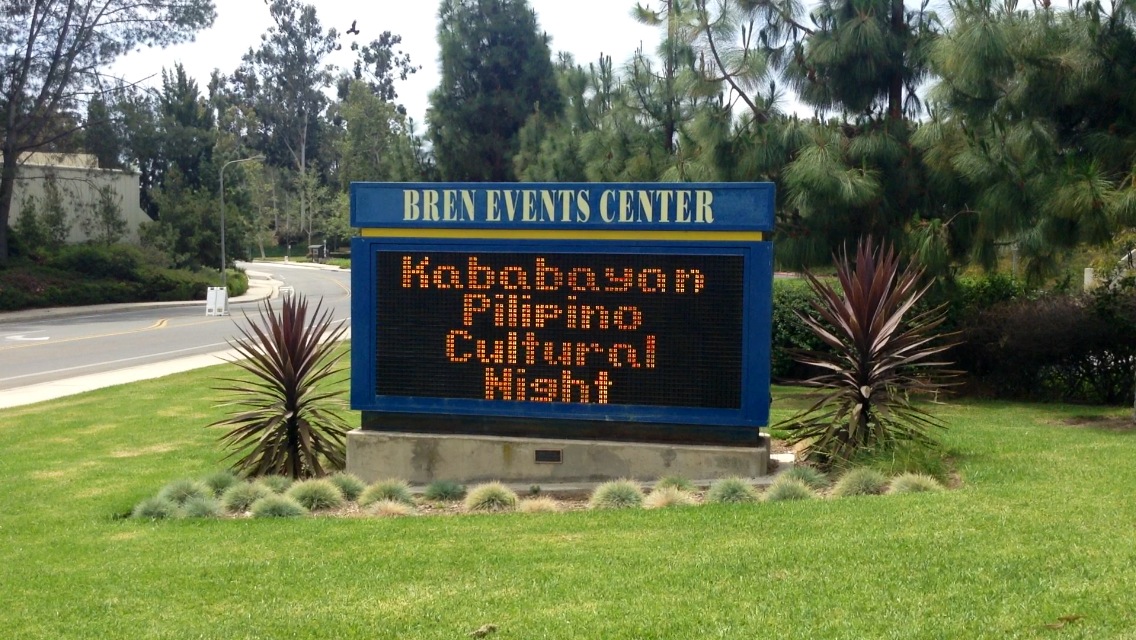 BREN EVENTS CENTER
Kababayan
Pilipino
Cultural
Night